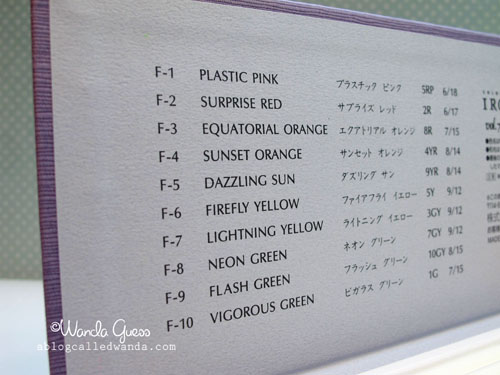 F-1 PLASTIC PINK プラスチック ピンク 5RP 6/18
F-2 SURPRISE RED サプライズ レッド 2R 6/17
F-3 EQUATORIAL ORANGE エクアトリアル オレンジ 8R 7/15
F-4 SUNSET ORANGE サンセット オレンジ 4YR 8/14
F-5 DAZZLING SUN ダズリング サン 9YR 8/14
F-6 FIREFLY YELLOW ファイアフライ イエロー 5Y 9/12
F-7 LIGHTNING YELLOW ライトニング イエロー 3GY 9/12
F-8 NEON GREEN ネオン グリーン 7GY 9/12
F-9 FLASH GREEN フラッシュ グリーン 10GY 8/15
F-10 VIGOROUS GREEN ビガラス グリーン 1G 7/15
©Wanda Guess
ablogcalledwanda.com